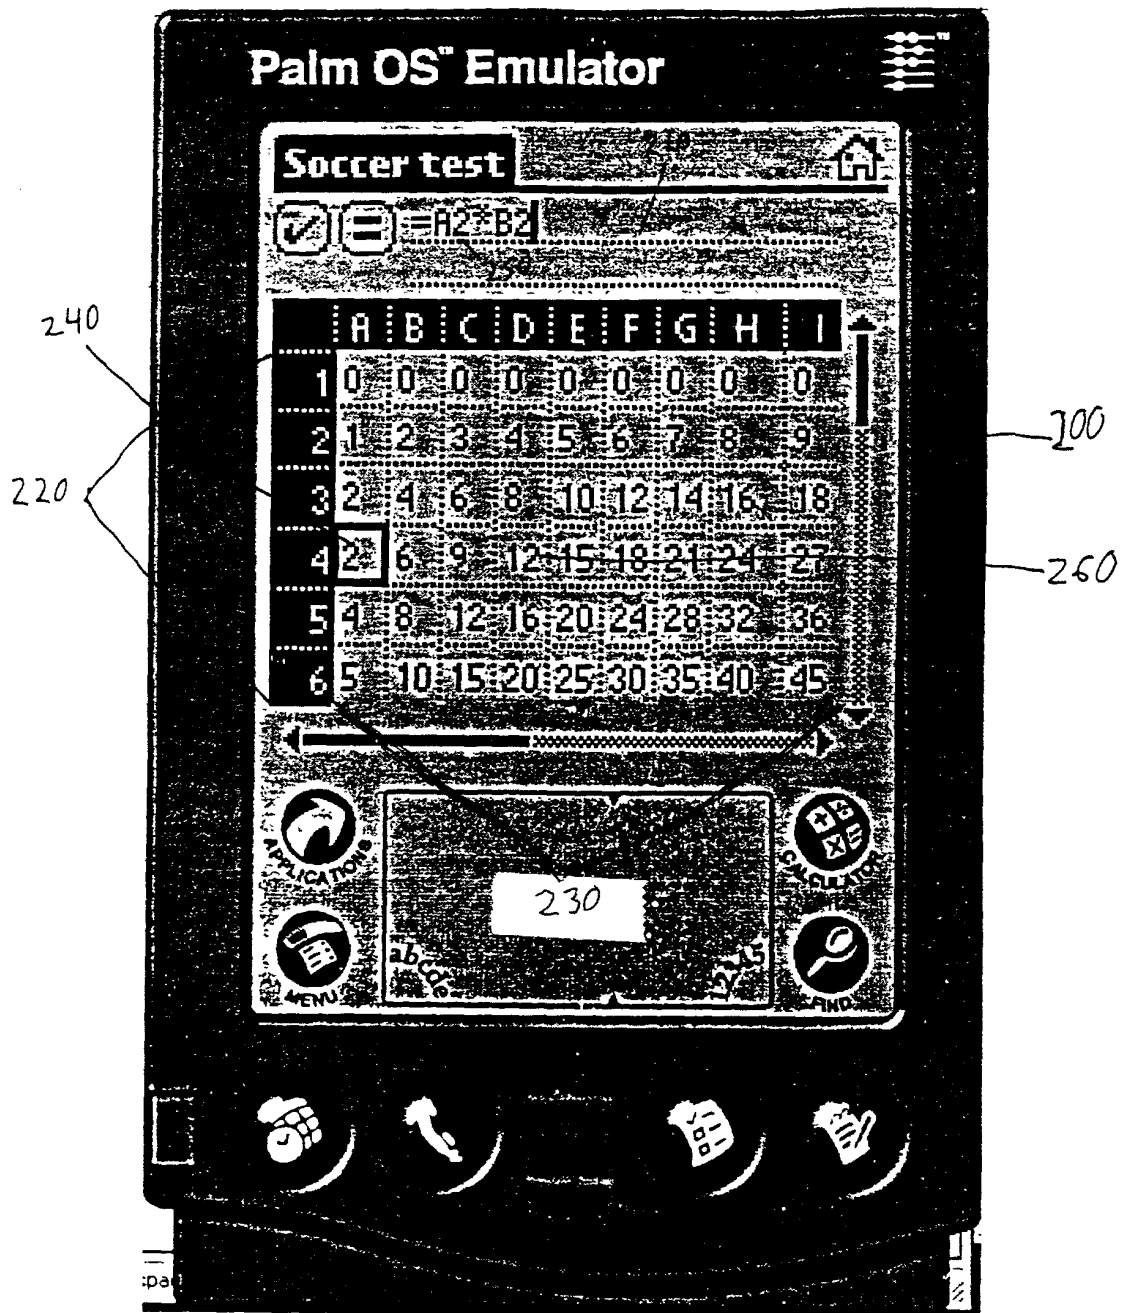 Palm OS™ Emulator ™
Soccer test
=A2*B2
250
A B C D E F G H I
1 0 0 0 0 0 0 0 0 0
2 1 2 3 4 5 6 7 8 9
3 2 4 6 8 10 12 14 16 18
4 2 6 9 12 15 18 21 24 27
5 4 8 12 16 20 24 28 32 36
6 5 10 15 20 25 30 35 40 45
240
200
220
260
APPLICATIONS
CALCULATOR
230
abcde
12345
MENU
FIND